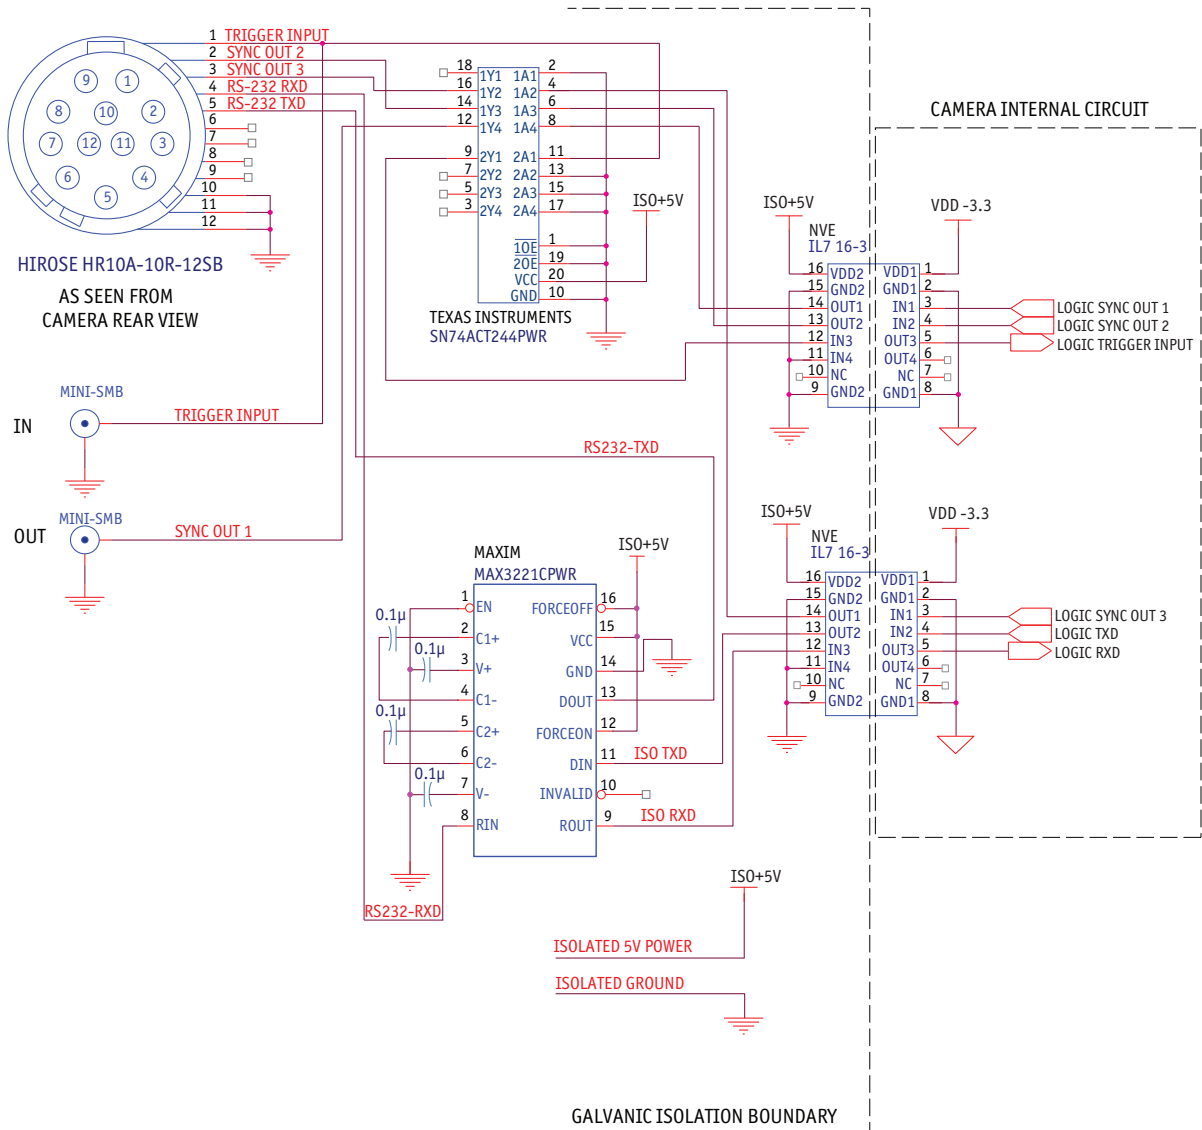 1 TRIGGER INPUT
2 SYNC OUT 2
3 SYNC OUT 3
4 RS-232 RXD
5 RS-232 TXD
6
7
8
9
10
11
12
9 1
8 10 2
7 12 11 3
6 4
5
HIROSE HR10A-10R-12SB
AS SEEN FROM
CAMERA REAR VIEW
18 1Y1 1A1 2
16 1Y2 1A2 4
14 1Y3 1A3 6
12 1Y4 1A4 8
9 2Y1 2A1 11
7 2Y2 2A2 13
5 2Y3 2A3 15
3 2Y4 2A4 17
1OE 1
2OE 19
VCC 20
GND 10
ISO+5V
TEXAS INSTRUMENTS
SN74ACT244PWR
CAMERA INTERNAL CIRCUIT
ISO+5V
VDD -3.3
NVE
IL7 16-3
16 VDD2 VDD1 1
15 GND2 GND1 2
14 OUT1 IN1 3 LOGIC SYNC OUT 1
13 OUT2 IN2 4 LOGIC SYNC OUT 2
12 IN3 OUT3 5 LOGIC TRIGGER INPUT
11 IN4 OUT4 6
10 NC NC 7
9 GND2 GND1 8
MINI-SMB
IN
TRIGGER INPUT
RS232-TXD
MINI-SMB
OUT
SYNC OUT 1
MAXIM
MAX3221CPWR
ISO+5V
1 EN FORCEOFF 16
0.1µ
2 C1+ VCC 15
0.1µ
3 V+ GND 14
4 C1- DOUT 13
0.1µ
5 C2+ FORCEON 12
6 C2- DIN 11 ISO TXD
0.1µ
7 V- INVALID 10
8 RIN ROUT 9 ISO RXD
RS232-RXD
ISO+5V
VDD -3.3
NVE
IL7 16-3
16 VDD2 VDD1 1
15 GND2 GND1 2
14 OUT1 IN1 3 LOGIC SYNC OUT 3
13 OUT2 IN2 4 LOGIC TXD
12 IN3 OUT3 5 LOGIC RXD
11 IN4 OUT4 6
10 NC NC 7
9 GND2 GND1 8
ISO+5V
ISOLATED 5V POWER
ISOLATED GROUND
GALVANIC ISOLATION BOUNDARY